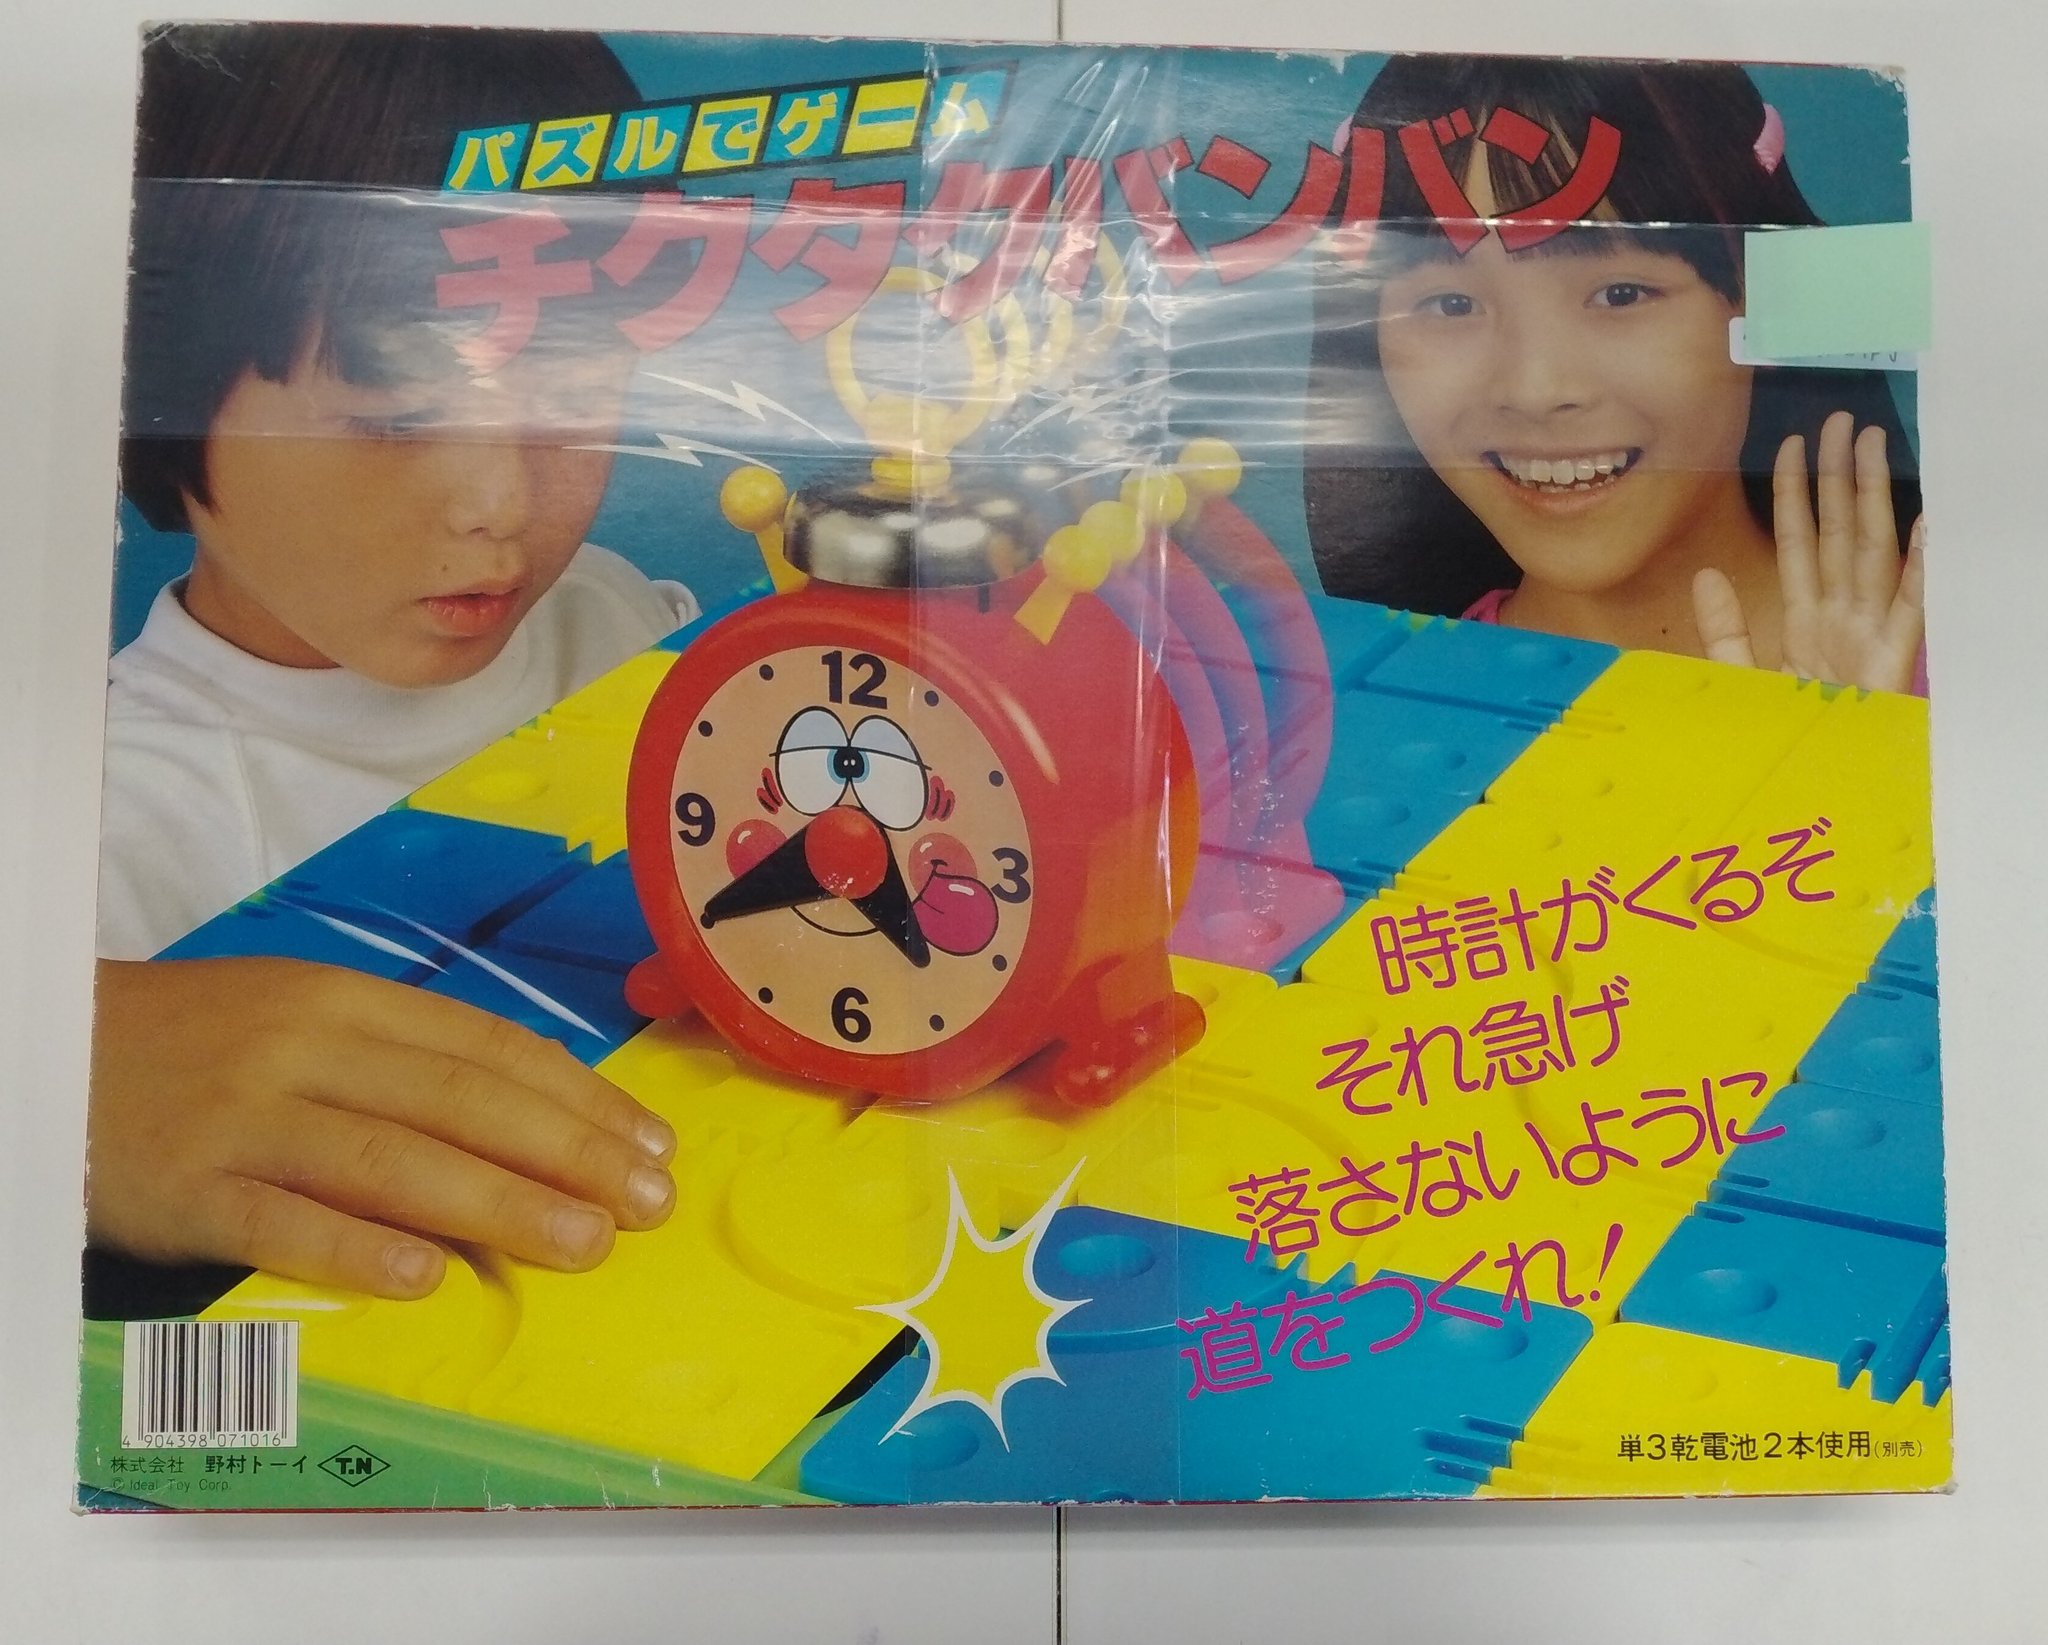 パズルでゲーム
チクタクバンバン
12
9
3
6
時計がくるぞ
それ急げ
落さないように
道をつくれ!
4 904398 071016
株式会社 野村トーイ T.N
© Ideal Toy Corp.
単3乾電池2本使用(別売)